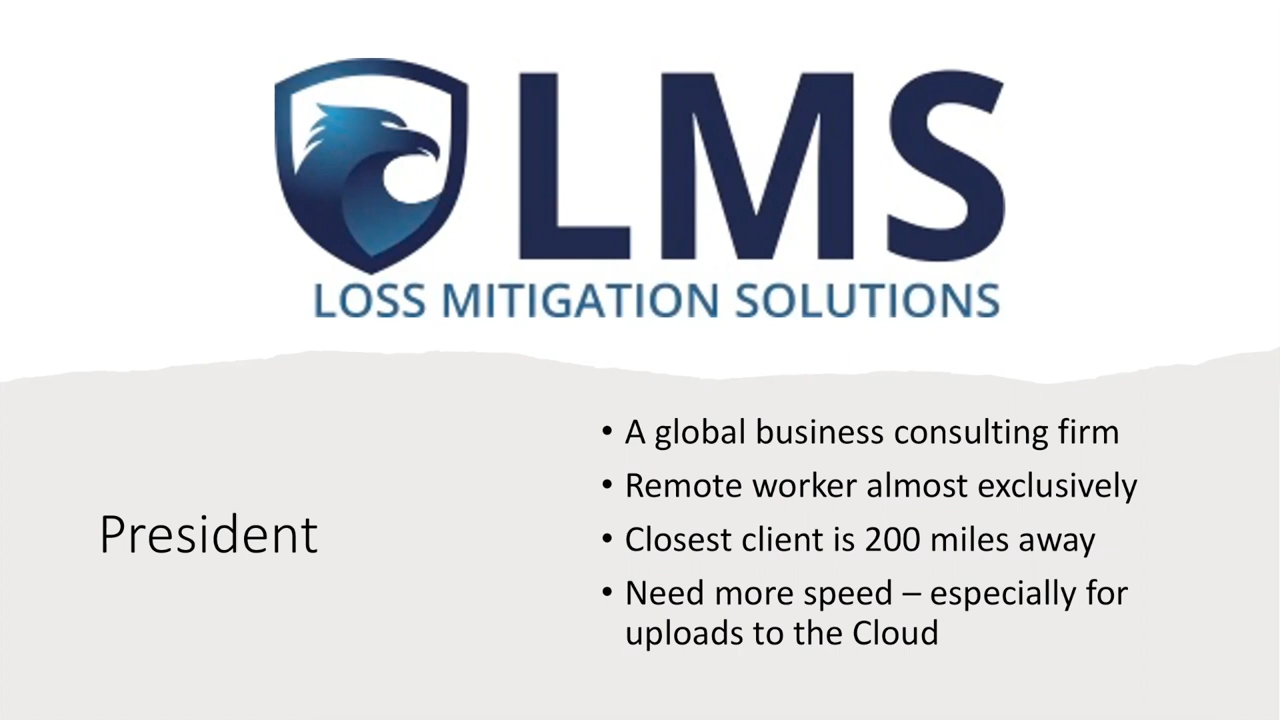 LMS
LOSS MITIGATION SOLUTIONS
President
• A global business consulting firm
• Remote worker almost exclusively
• Closest client is 200 miles away
• Need more speed – especially for
uploads to the Cloud